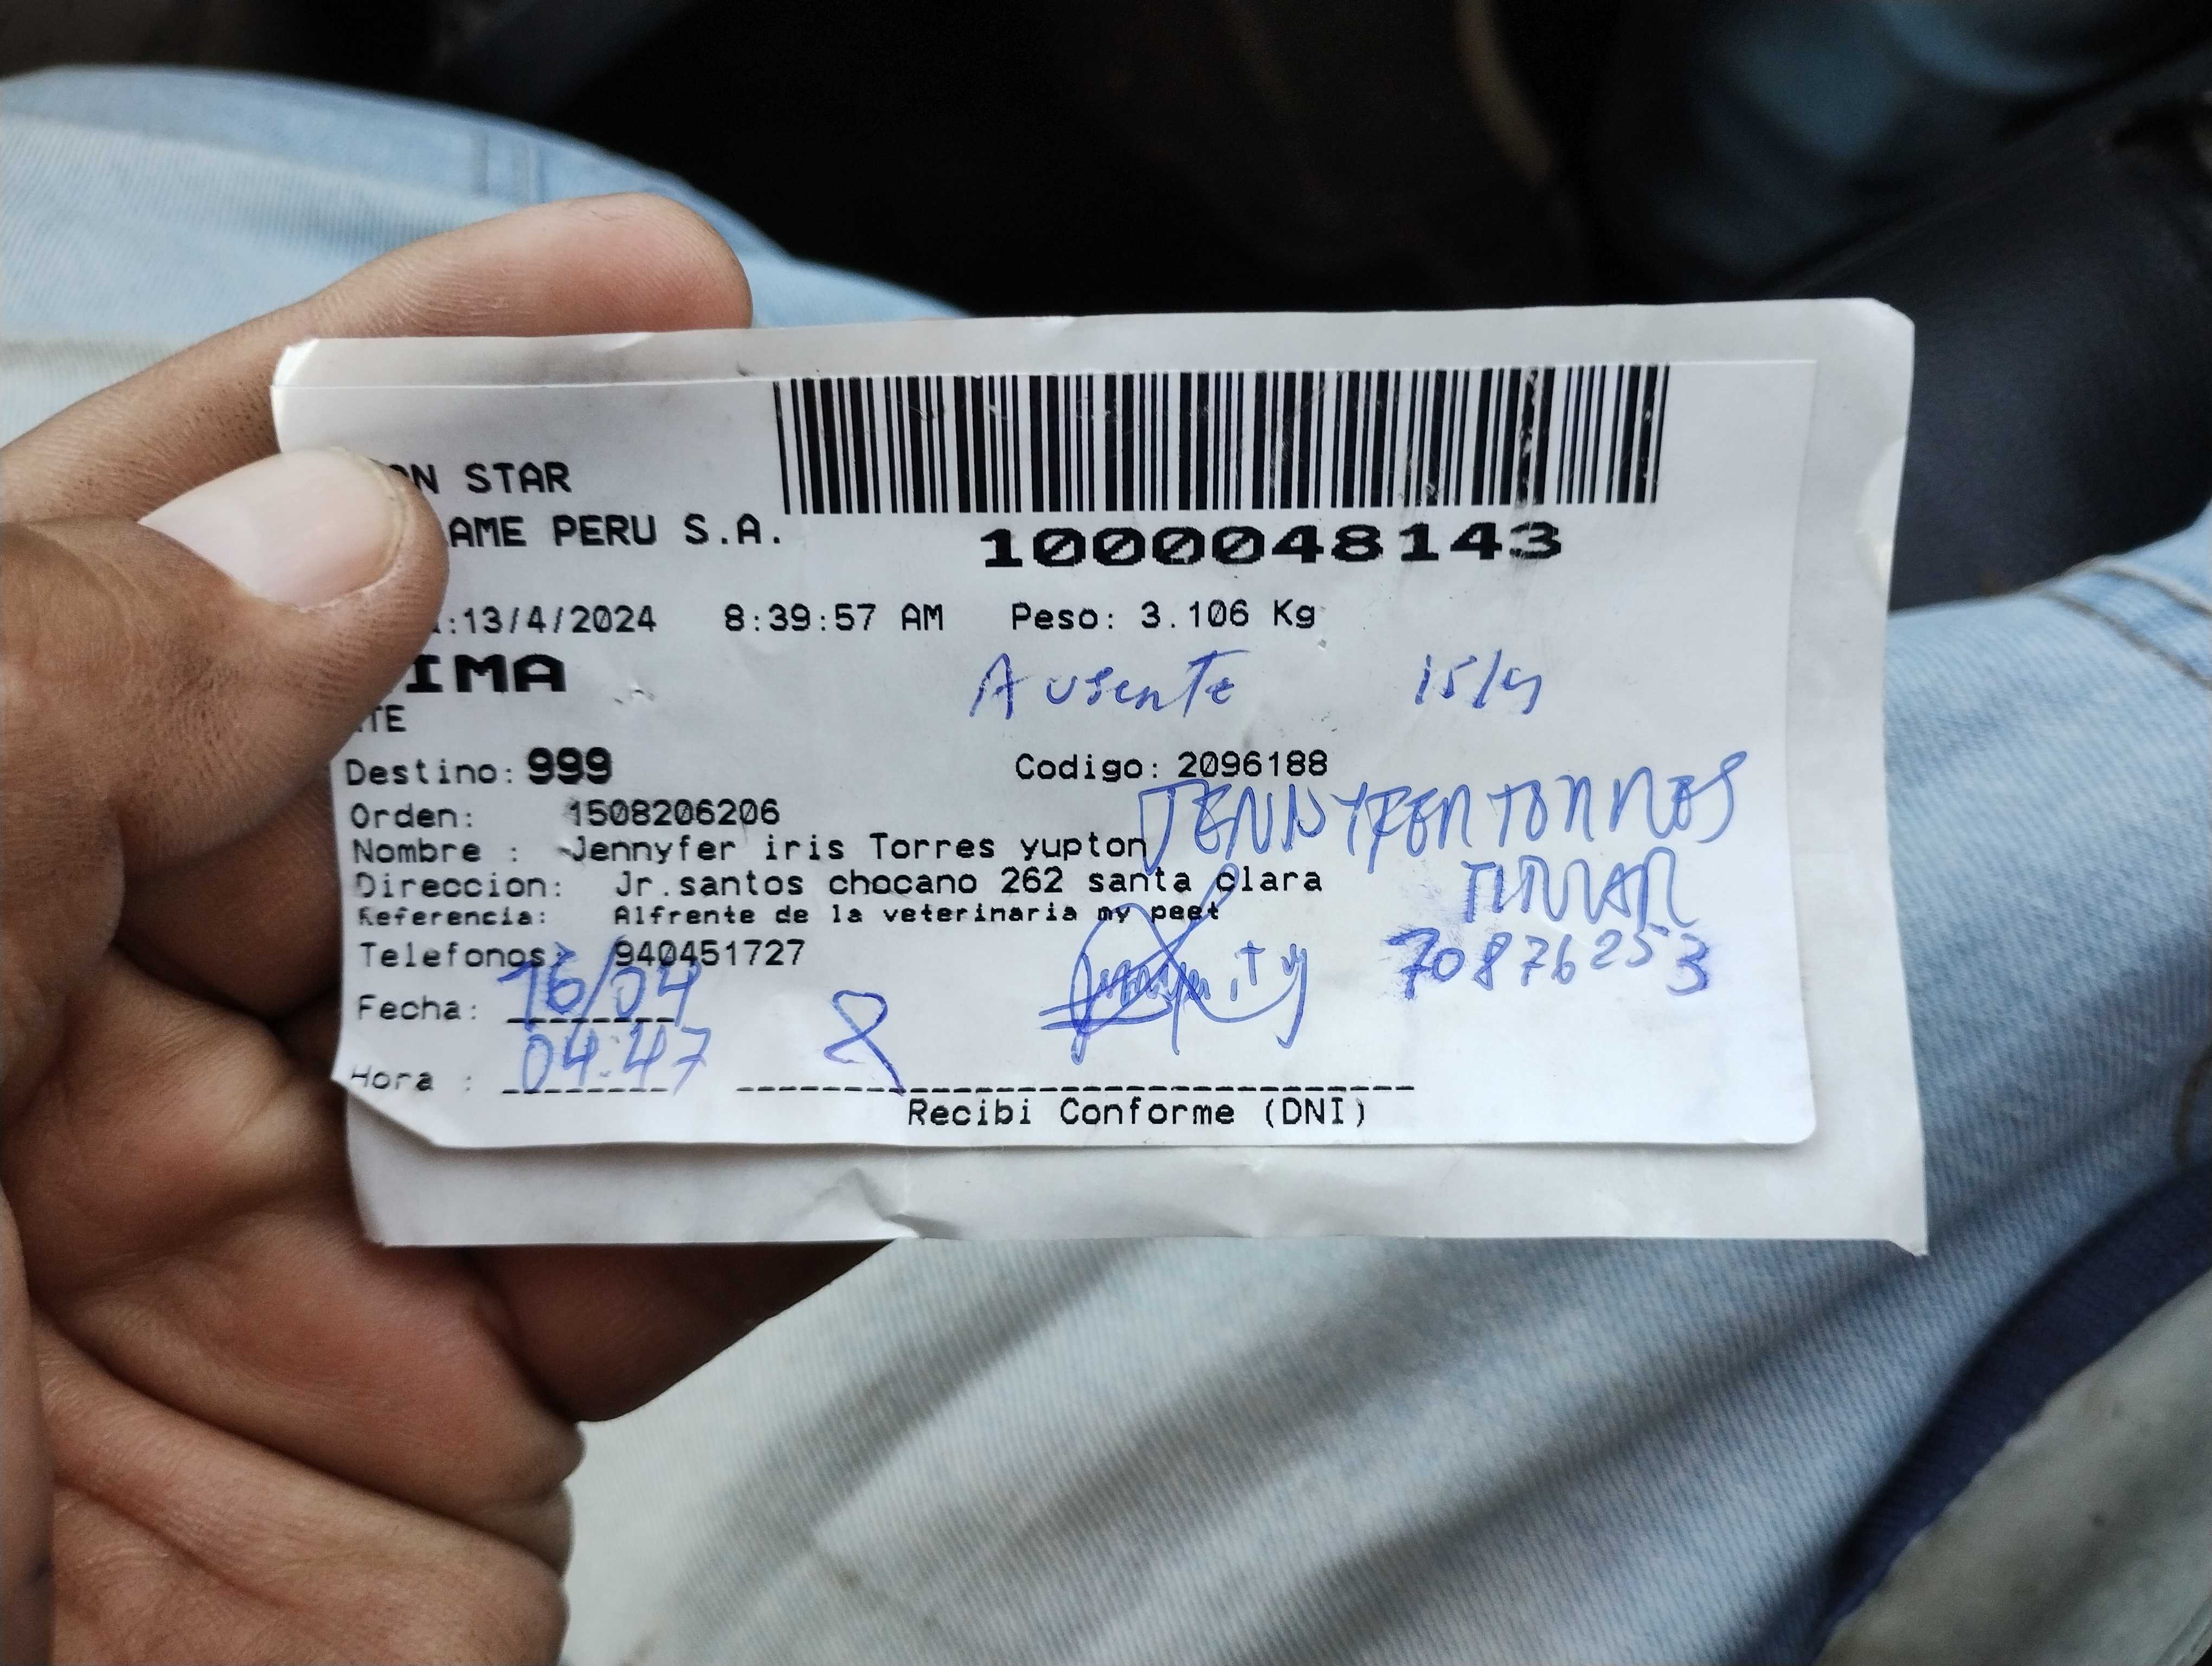 ON STAR
AME PERU S.A.
1000048143
:13/4/2024 8:39:57 AM Peso: 3.106 Kg
IMA
Ausente 15/4
TE
Destino: 999 Codigo: 2096188
Orden: 1508206206
Nombre : Jennyfer iris Torres yupton
JENNYFER TORRES
Direccion: Jr.santos chocano 262 santa clara
Referencia: Alfrente de la veterinaria my peet
Telefonos: 940451727
70876253
Fecha: 16/04
Hora : 04:47
Recibi Conforme (DNI)